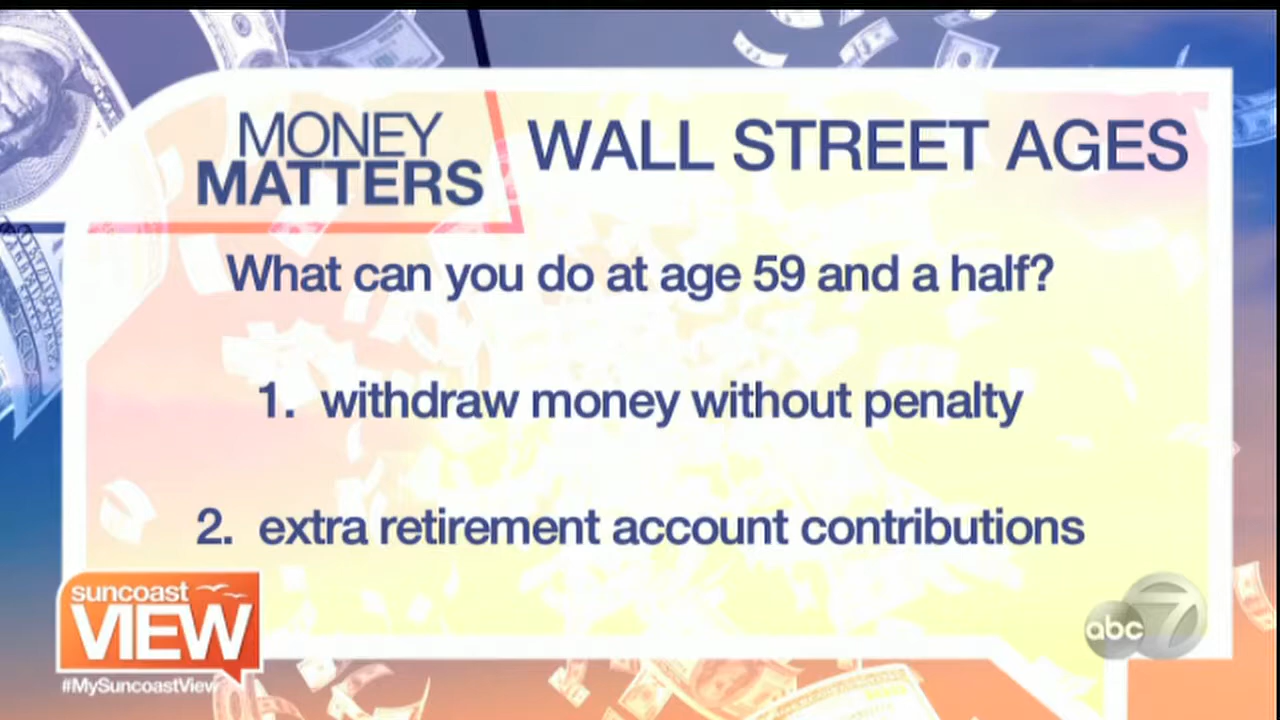 MONEY
MATTERS
WALL STREET AGES
What can you do at age 59 and a half?
1. withdraw money without penalty
2. extra retirement account contributions
suncoast
VIEW
#MySuncoastView
abc 7